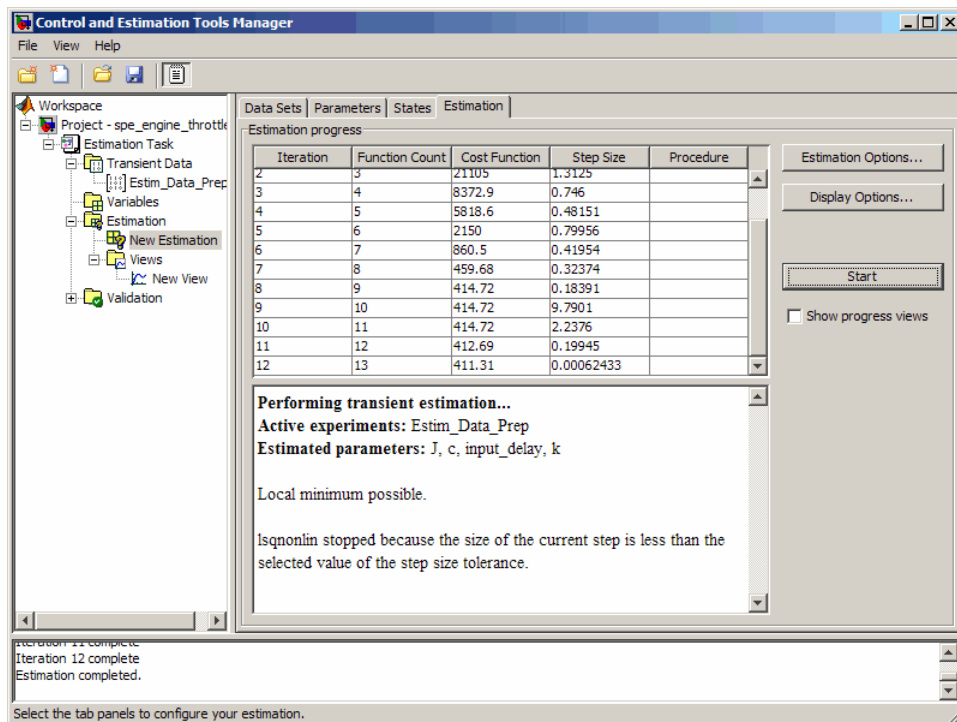 Control and Estimation Tools Manager
File View Help
Workspace
Project - spe_engine_throttle
Estimation Task
Transient Data
Estim_Data_Prep
Variables
Estimation
New Estimation
Views
New View
Validation
Data Sets Parameters States Estimation
Estimation progress
Iteration Function Count Cost Function Step Size Procedure
2 3 21105 1.3125
3 4 8372.9 0.746
4 5 5818.6 0.48151
5 6 2150 0.79956
6 7 860.5 0.41954
7 8 459.68 0.32374
8 9 414.72 0.18391
9 10 414.72 9.7901
10 11 414.72 2.2376
11 12 412.69 0.19945
12 13 411.31 0.00062433
Estimation Options...
Display Options...
Start
Show progress views
Performing transient estimation...
Active experiments: Estim_Data_Prep
Estimated parameters: J, c, input_delay, k
Local minimum possible.
lsqnonlin stopped because the size of the current step is less than the
selected value of the step size tolerance.
Iteration 11 complete
Iteration 12 complete
Estimation completed.
Select the tab panels to configure your estimation.